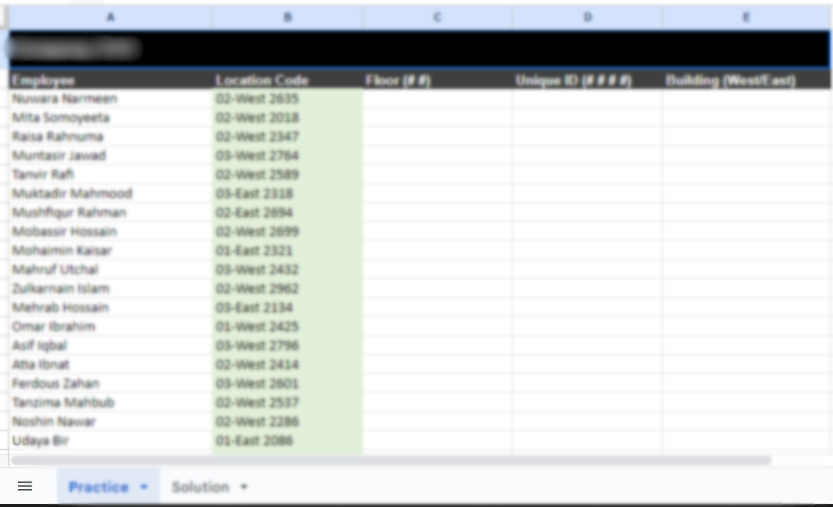 A B C D E
Employee Location Code Floor (# #) Unique ID (# # # #) Building (West/East)
Nuwara Narmeen 02-West 2635
Mita Somoyeeta 02-West 2018
Raisa Rahnuma 02-West 2347
Muntasir Jawad 03-West 2764
Tanvir Rafi 02-West 2589
Muktadir Mahmood 03-East 2318
Mushfiqur Rahman 02-East 2694
Mobassir Hossain 02-West 2699
Mohaimin Kaisar 01-East 2321
Mahruf Utchal 03-West 2432
Zulkarnain Islam 02-West 2962
Mehrab Hossain 03-East 2134
Omar Ibrahim 01-West 2425
Asif Iqbal 03-West 2796
Atia Ibnat 02-West 2414
Ferdous Zahan 03-West 2601
Tanzima Mahbub 02-West 2537
Noshin Nawar 02-West 2286
Udaya Bir 01-East 2086
Practice Solution